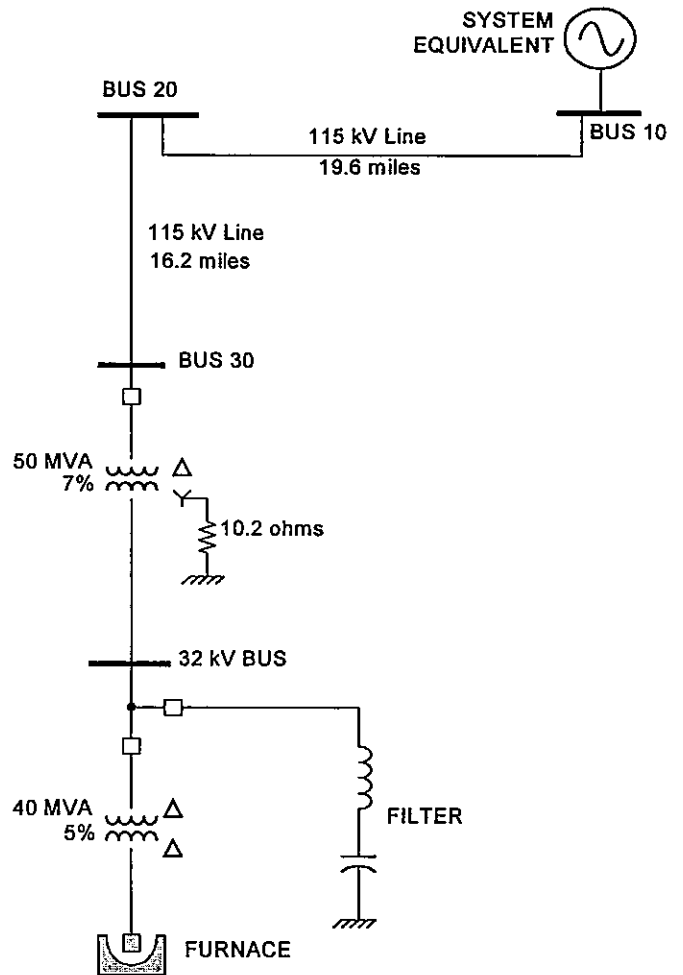 SYSTEM
EQUIVALENT
BUS 20
BUS 10
115 kV Line
19.6 miles
115 kV Line
16.2 miles
BUS 30
50 MVA
7%
10.2 ohms
32 kV BUS
40 MVA
5%
FILTER
FURNACE